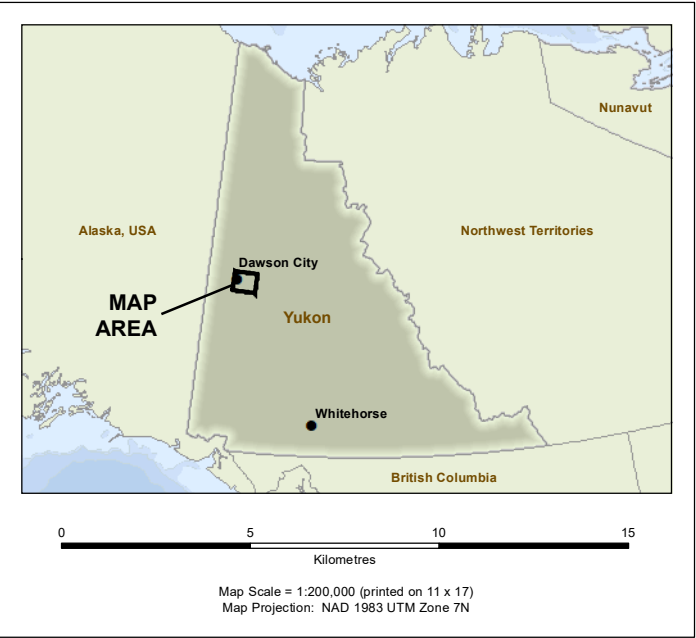 Nunavut
Alaska, USA
Northwest Territories
Dawson City
MAP
AREA
Yukon
Whitehorse
British Columbia
0 5 10 15
Kilometres
Map Scale = 1:200,000 (printed on 11 x 17)
Map Projection: NAD 1983 UTM Zone 7N